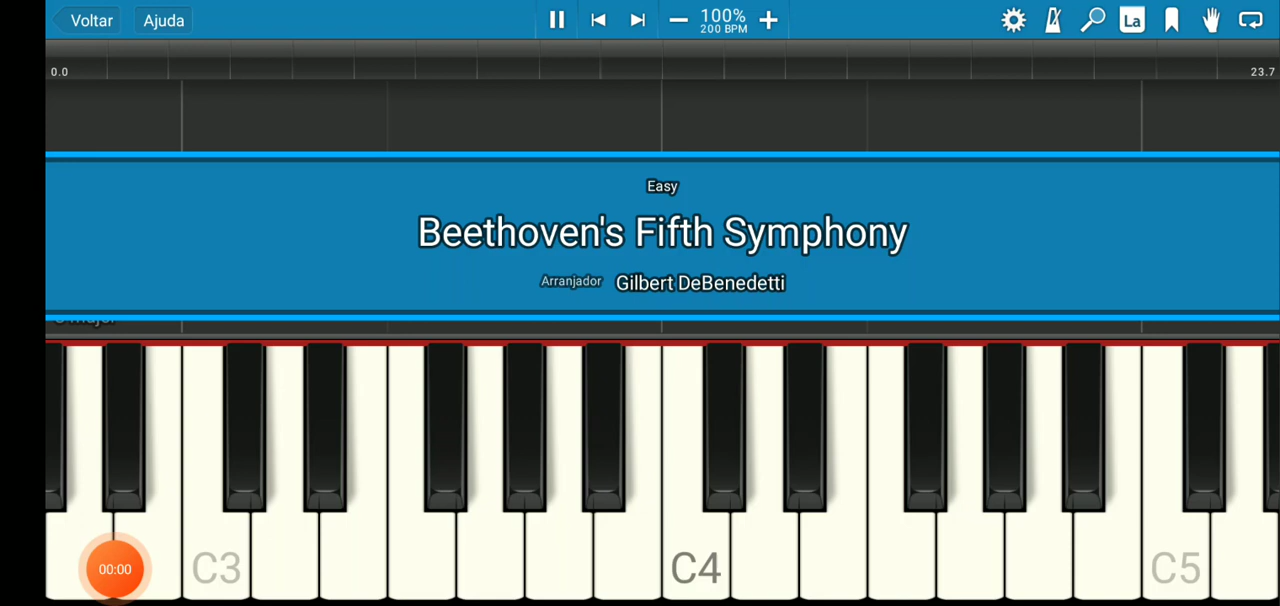 Voltar Ajuda 100% La
200 BPM
0.0 23.7
Easy
Beethoven's Fifth Symphony
Arranjador Gilbert DeBenedetti
major
00:00 C3 C4 C5